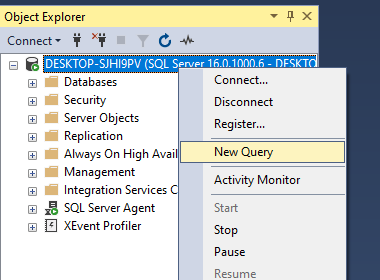 Object Explorer
Connect
DESKTOP-SJHI9PV (SQL Server 16.0.1000.6 - DESKTO
Databases
Security
Server Objects
Replication
Always On High Avail
Management
Integration Services C
SQL Server Agent
XEvent Profiler
Connect...
Disconnect
Register...
New Query
Activity Monitor
Start
Stop
Pause
Resume